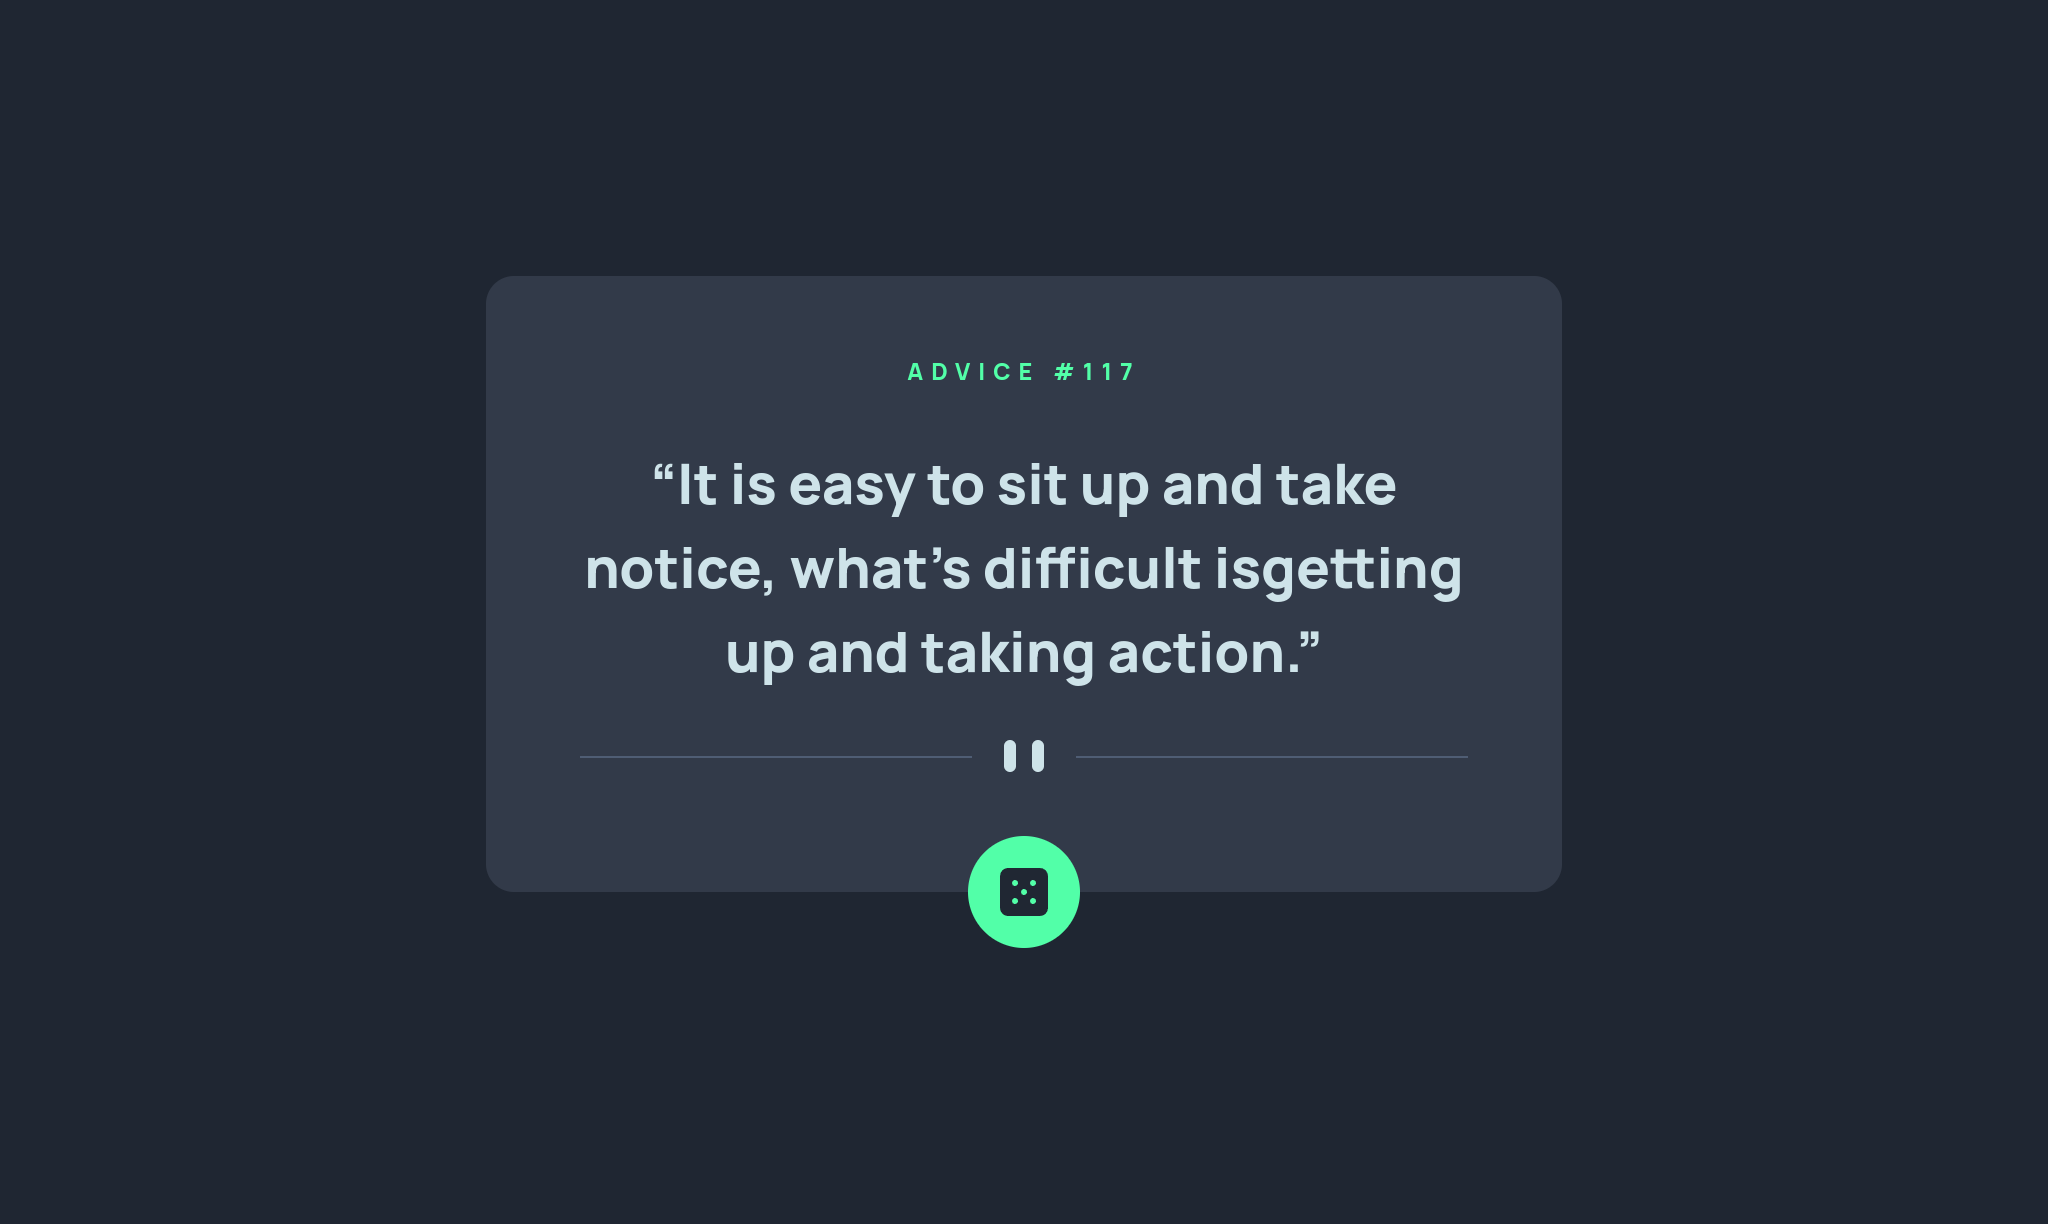 ADVICE #117
“It is easy to sit up and take
notice, what’s difficult isgetting
up and taking action.”